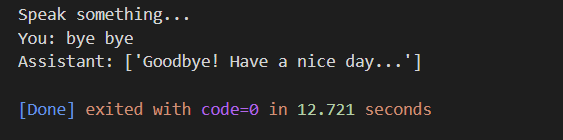 Speak something...
You: bye bye
Assistant: ['Goodbye! Have a nice day...']
[Done] exited with code=0 in 12.721 seconds